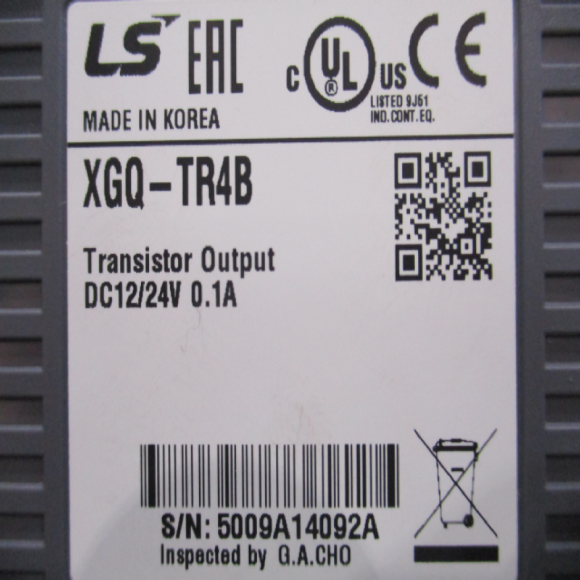 LS EAC C UL US CE
®
LISTED 9J51
IND.CONT.EQ.
MADE IN KOREA
XGQ-TR4B
Transistor Output
DC12/24V 0.1A
S/N: 5009A14092A
Inspected by G.A.CHO